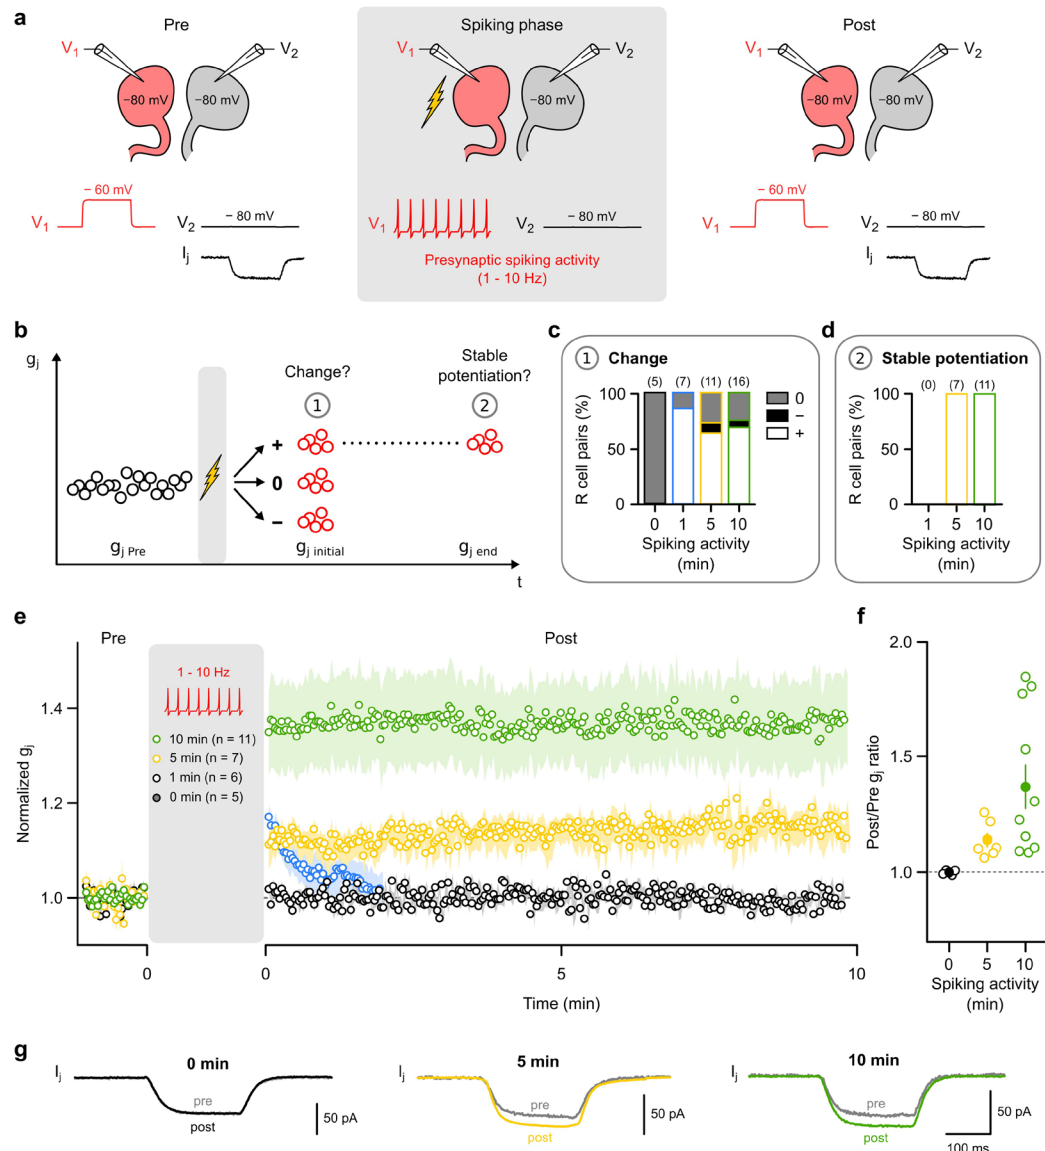 a
Pre
Spiking phase
Post
V1
V2
V1
V2
V1
V2
−80 mV
−80 mV
−80 mV
−80 mV
−80 mV
−80 mV
− 60 mV
V1
V2
− 80 mV
Ij
V1
V2
− 80 mV
Presynaptic spiking activity
(1 - 10 Hz)
− 60 mV
V1
V2
− 80 mV
Ij
b
gj
Change?
1
Stable
potentiation?
2
+
0
−
gj Pre
gj initial
gj end
t
c
1 Change
(5) (7) (11) (16)
R cell pairs (%)
100
50
0
0
−
+
0 1 5 10
Spiking activity
(min)
d
2 Stable potentiation
(0) (7) (11)
R cell pairs (%)
100
50
0
1 5 10
Spiking activity
(min)
e
Pre
Post
1 - 10 Hz
10 min (n = 11)
5 min (n = 7)
1 min (n = 6)
0 min (n = 5)
Normalized gj
1.4
1.2
1.0
0
0 5 10
Time (min)
f
Post/Pre gj ratio
2.0
1.5
1.0
0 5 10
Spiking activity
(min)
g
0 min
Ij
pre
post
50 pA
5 min
Ij
pre
post
50 pA
10 min
Ij
pre
post
50 pA
100 ms